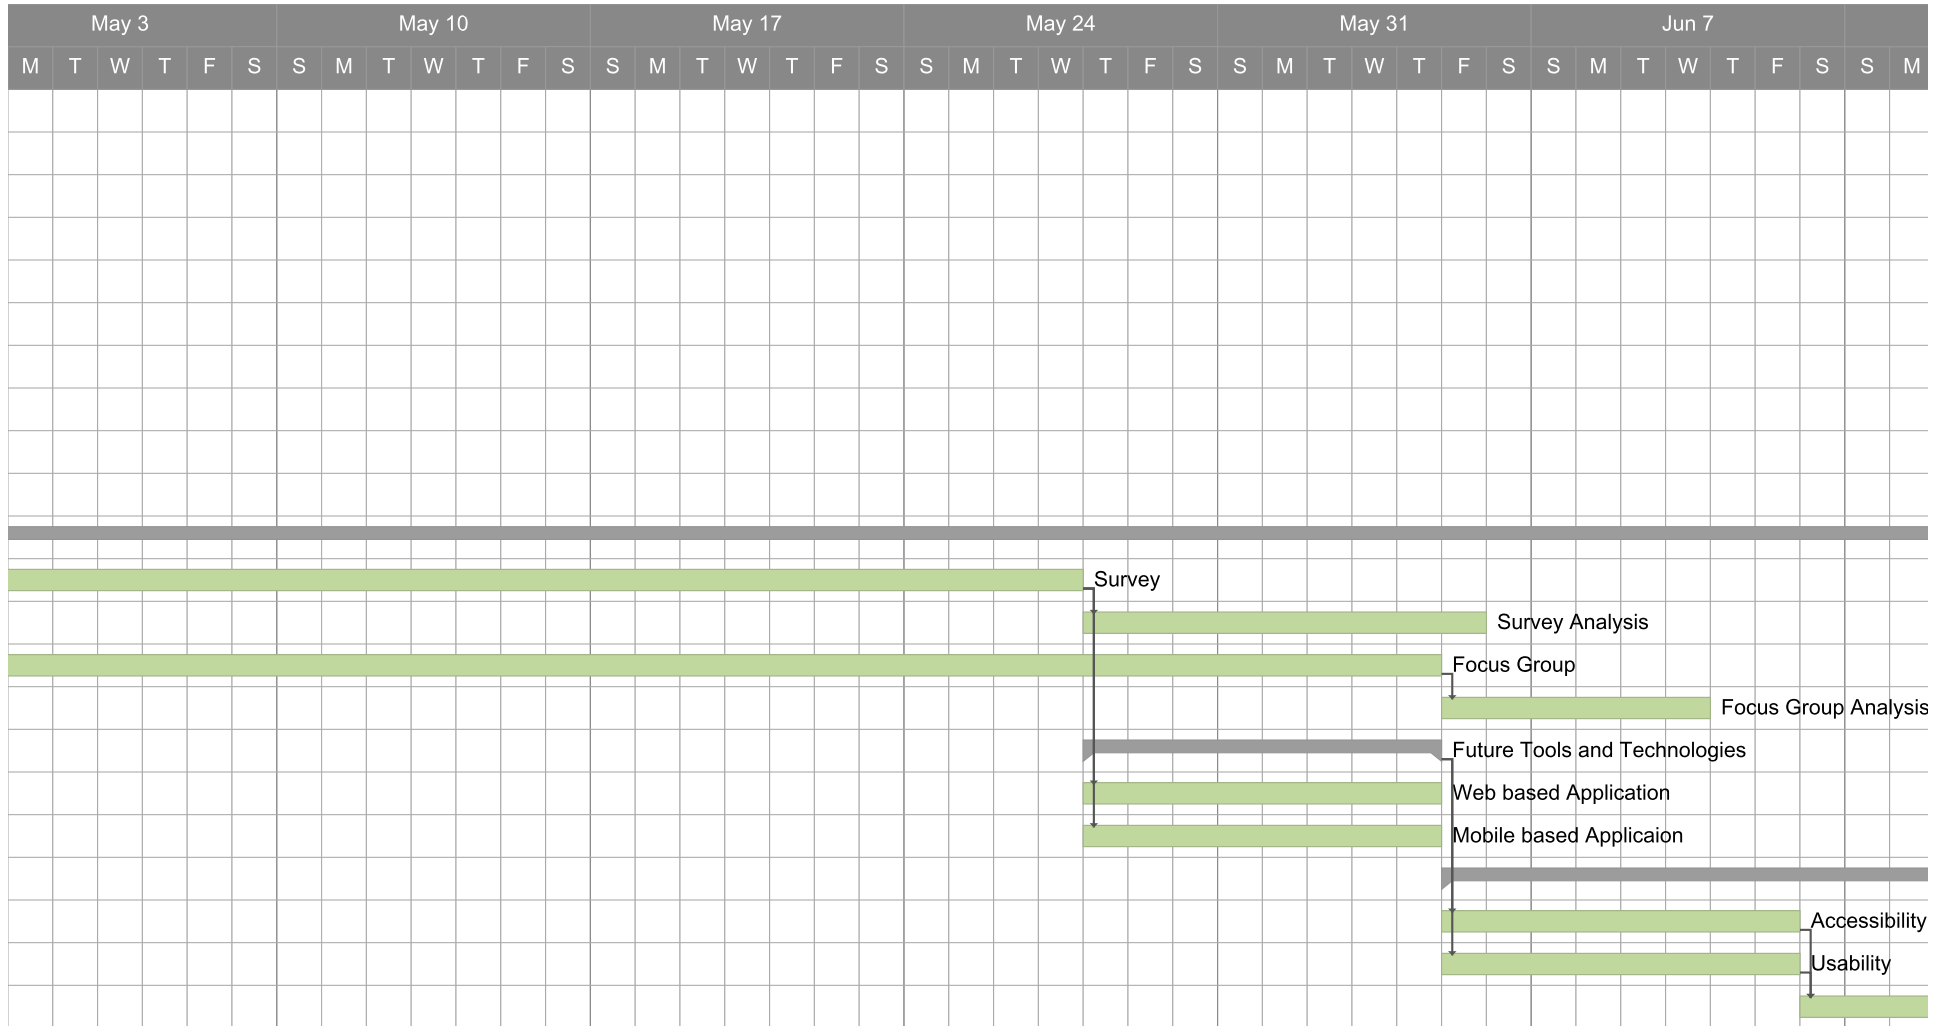 May 3 May 10 May 17 May 24 May 31 Jun 7
M T W T F S S M T W T F S S M T W T F S S M T W T F S S M T W T F S S M T W T F S S M
Survey
Survey Analysis
Focus Group
Focus Group Analysis
Future Tools and Technologies
Web based Application
Mobile based Applicaion
Accessibility
Usability